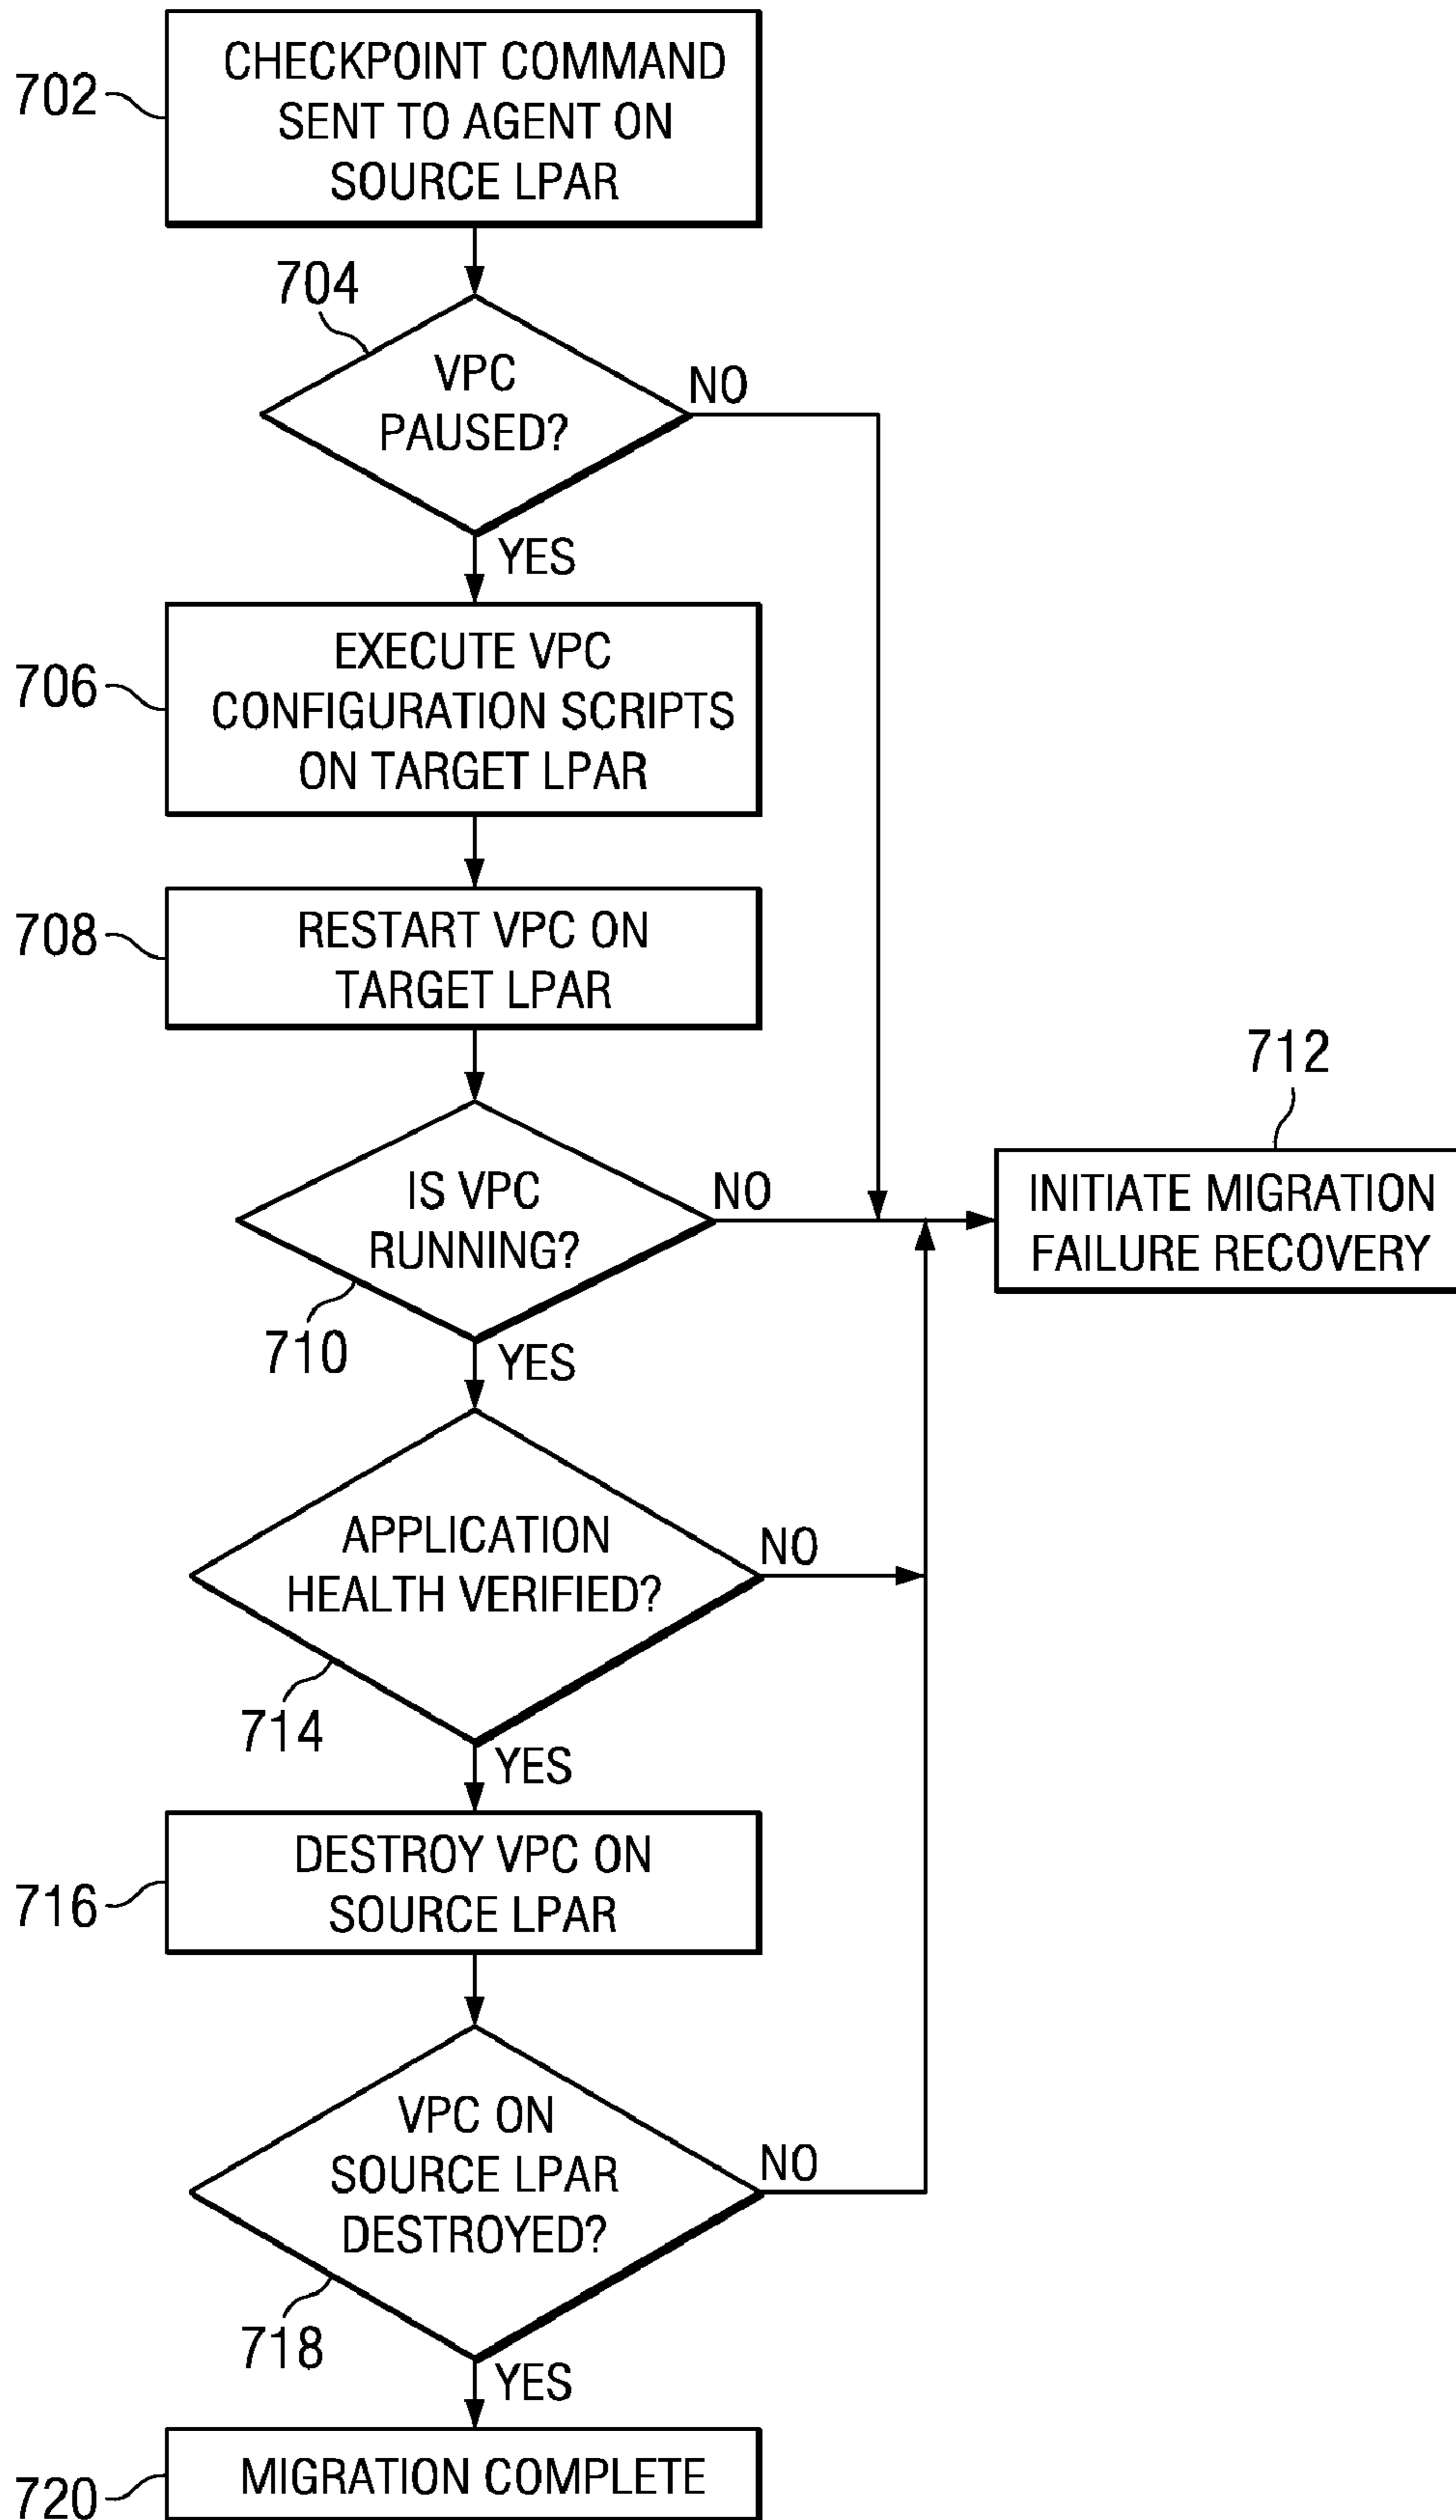 CHECKPOINT COMMAND
SENT TO AGENT ON
SOURCE LPAR
702
704
VPC
PAUSED?
NO
YES
EXECUTE VPC
CONFIGURATION SCRIPTS
ON TARGET LPAR
706
RESTART VPC ON
TARGET LPAR
708
712
IS VPC
RUNNING?
NO
INITIATE MIGRATION
FAILURE RECOVERY
710
YES
APPLICATION
HEALTH VERIFIED?
NO
714
YES
DESTROY VPC ON
SOURCE LPAR
716
VPC ON
SOURCE LPAR
DESTROYED?
NO
718
YES
MIGRATION COMPLETE
720